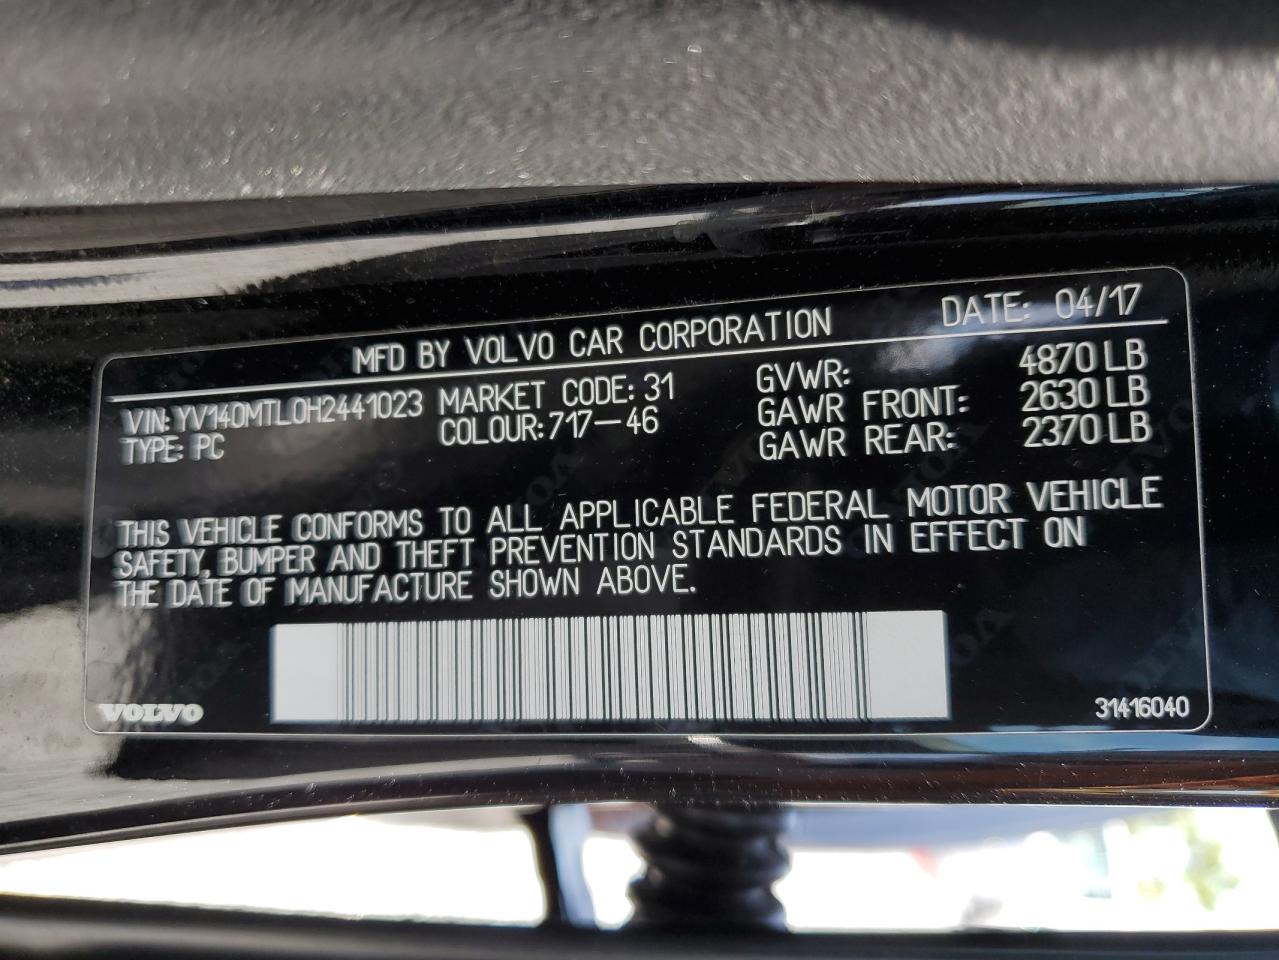 MFD BY VOLVO CAR CORPORATION DATE: 04/17
VIN: YV140MTL0H2441023 MARKET CODE: 31 GVWR: 4870 LB
TYPE: PC COLOUR: 717-46 GAWR FRONT: 2630 LB
GAWR REAR: 2370 LB
THIS VEHICLE CONFORMS TO ALL APPLICABLE FEDERAL MOTOR VEHICLE
SAFETY, BUMPER AND THEFT PREVENTION STANDARDS IN EFFECT ON
THE DATE OF MANUFACTURE SHOWN ABOVE.
VOLVO 31416040